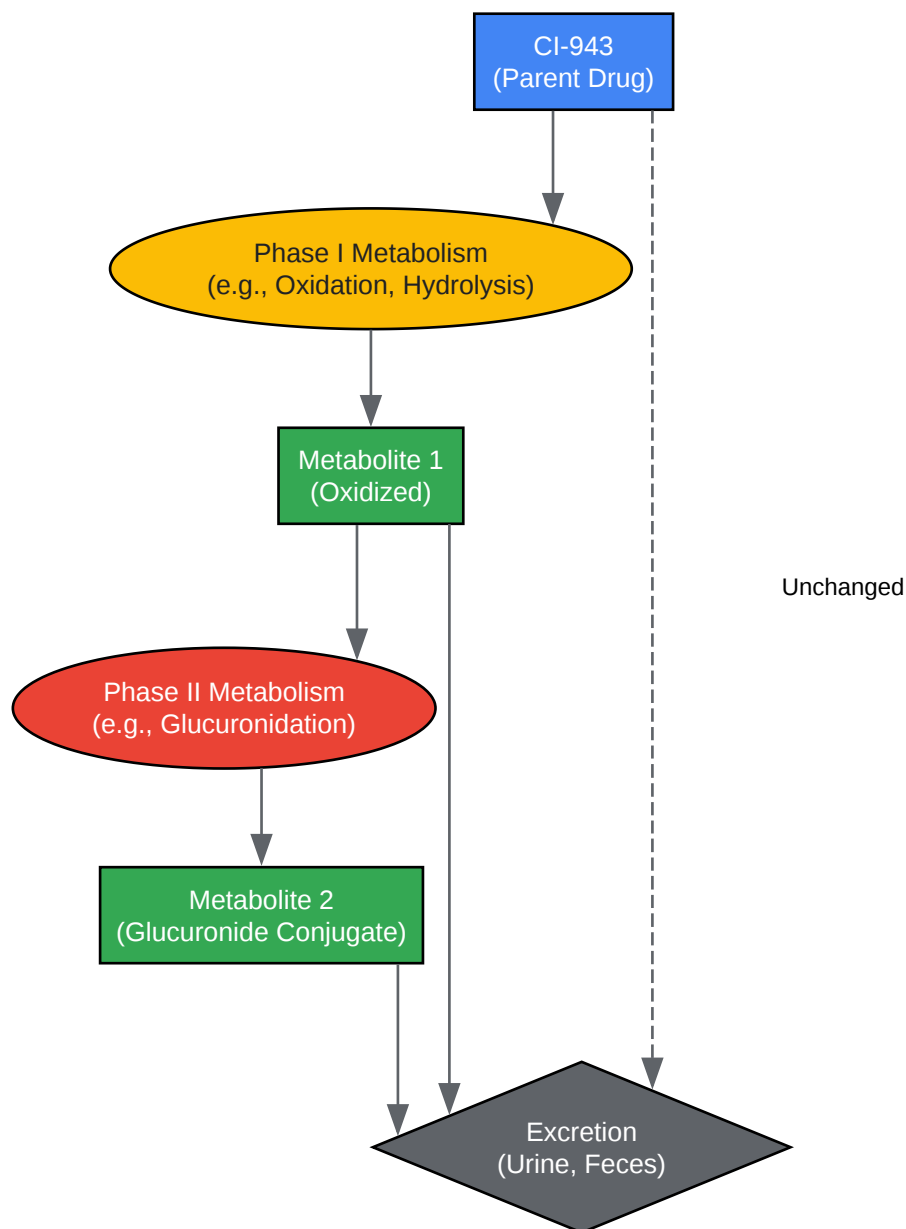 CI-943
(Parent Drug)
Phase I Metabolism
(e.g., Oxidation, Hydrolysis)
Metabolite 1
(Oxidized)
Unchanged
Phase II Metabolism
(e.g., Glucuronidation)
Metabolite 2
(Glucuronide Conjugate)
Excretion
(Urine, Feces)